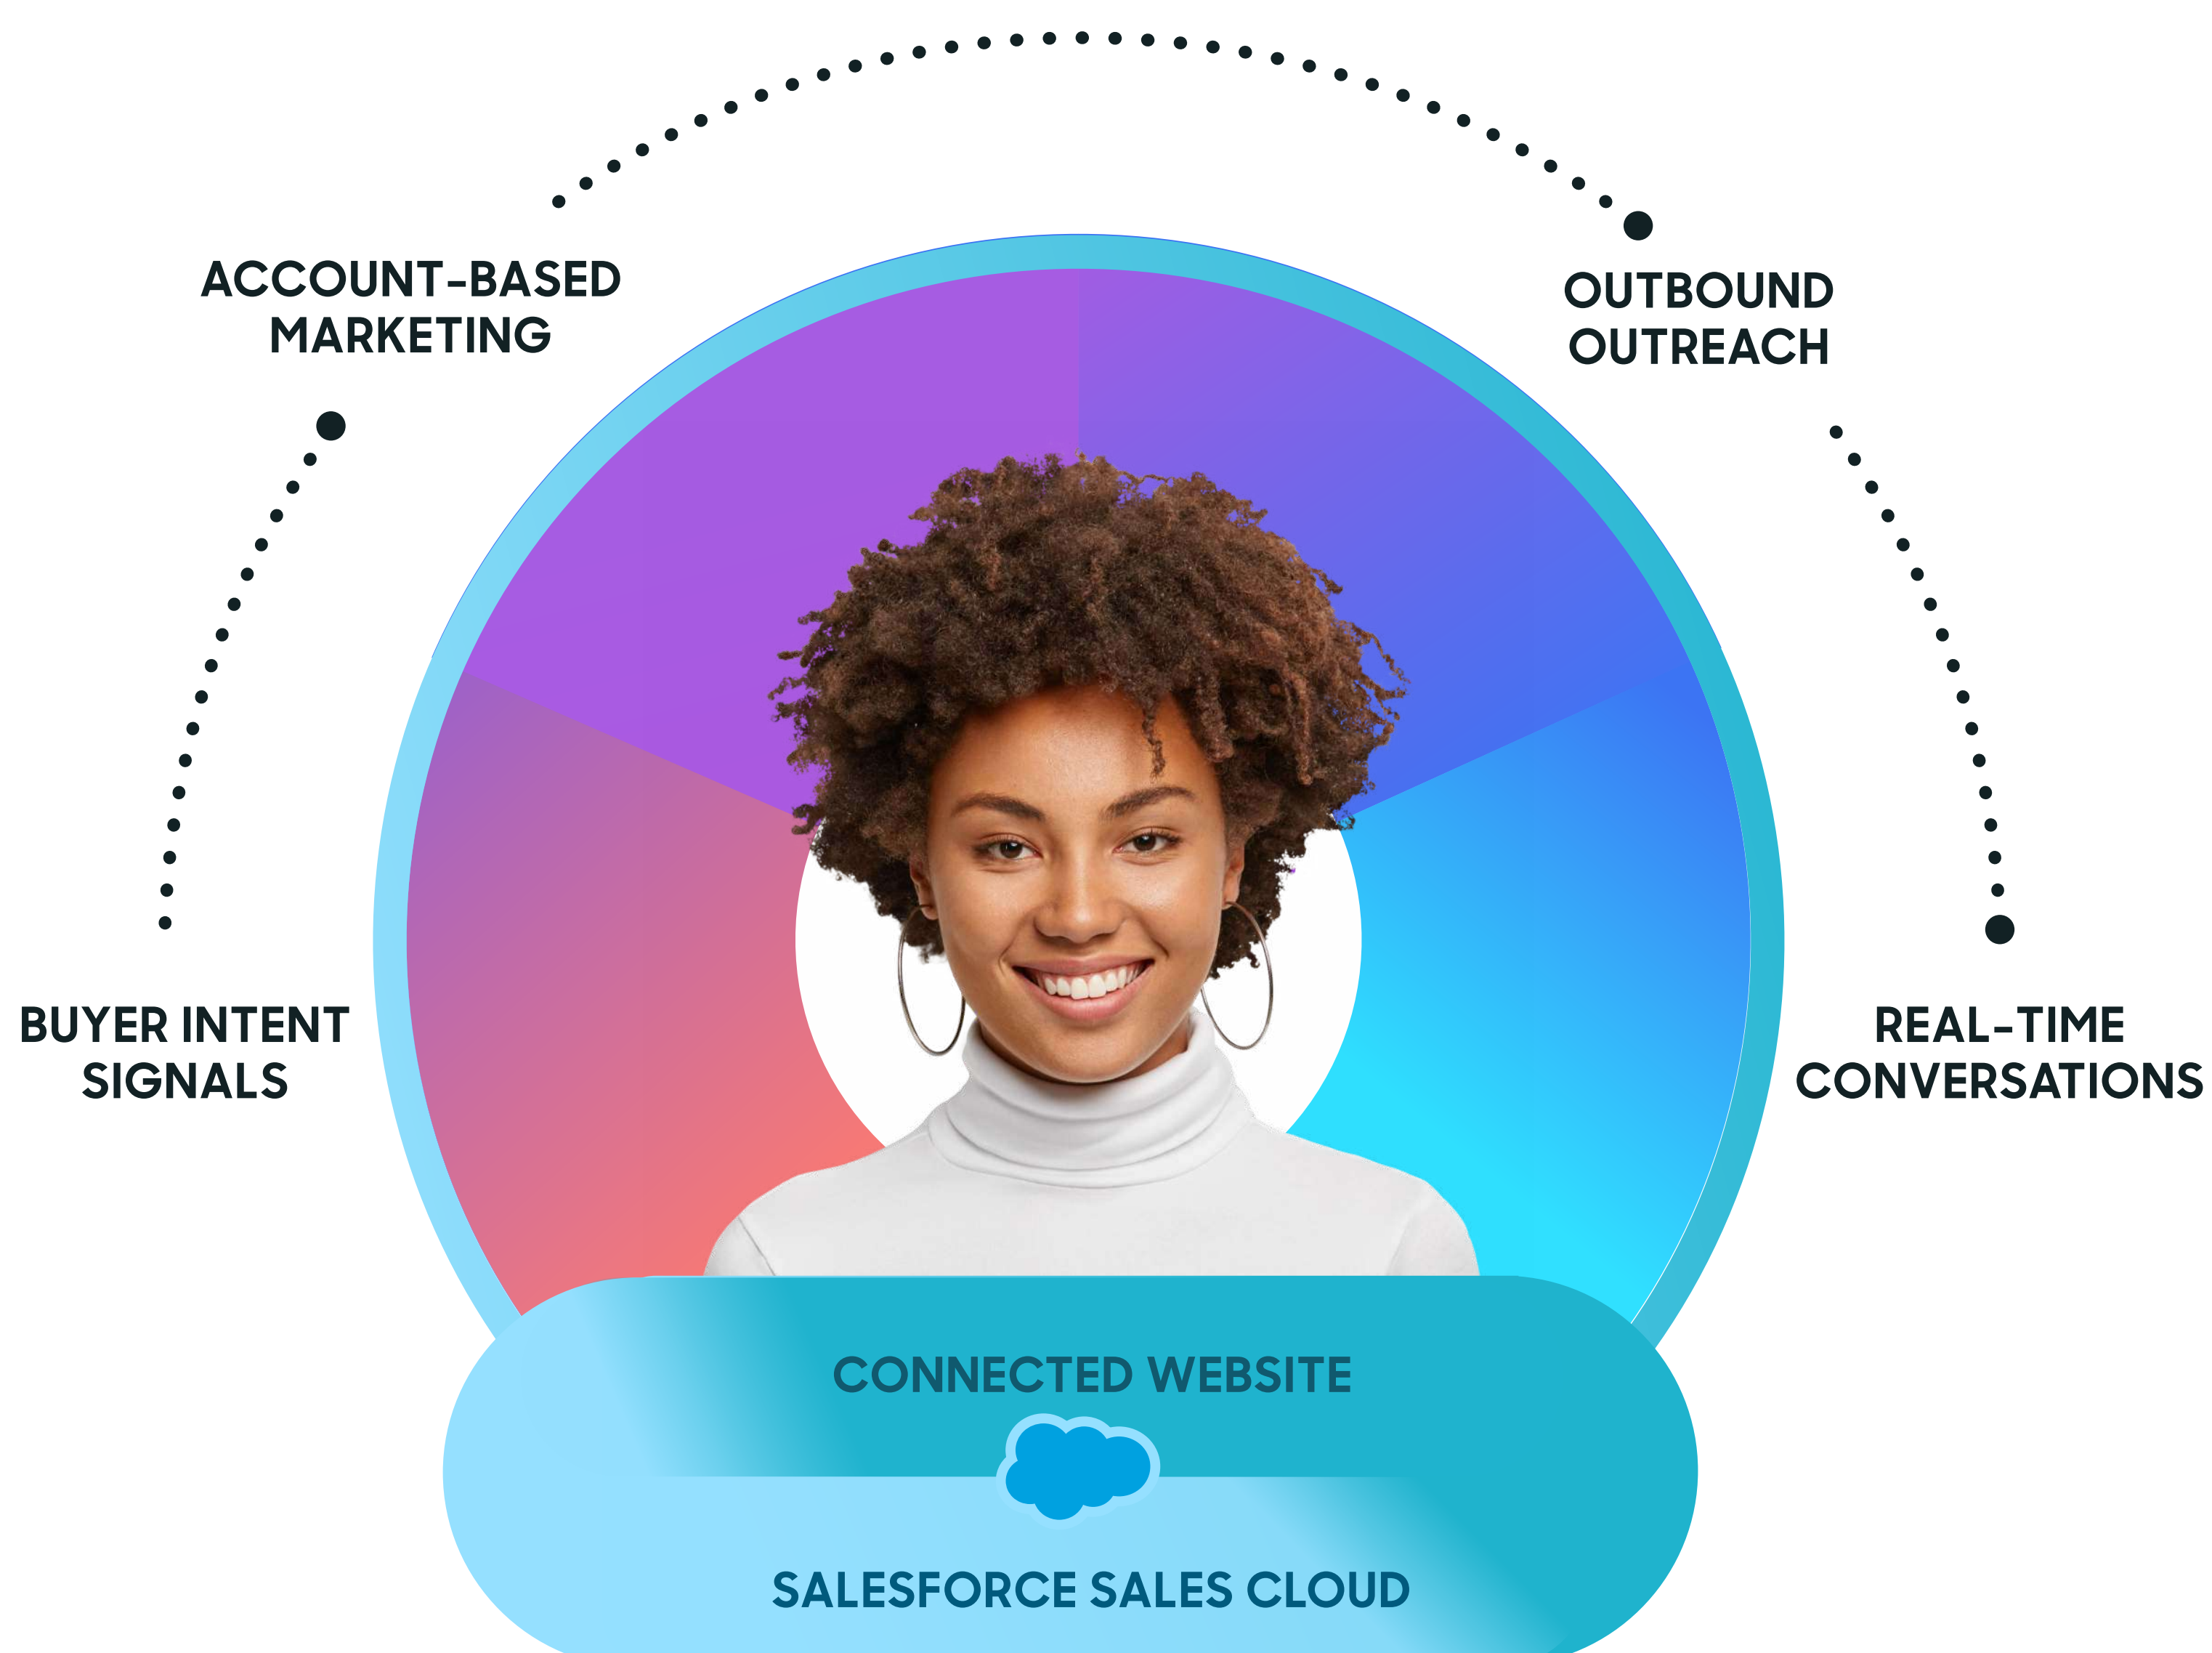 ACCOUNT-BASED
MARKETING
OUTBOUND
OUTREACH
BUYER INTENT
SIGNALS
REAL-TIME
CONVERSATIONS
CONNECTED WEBSITE
SALESFORCE SALES CLOUD